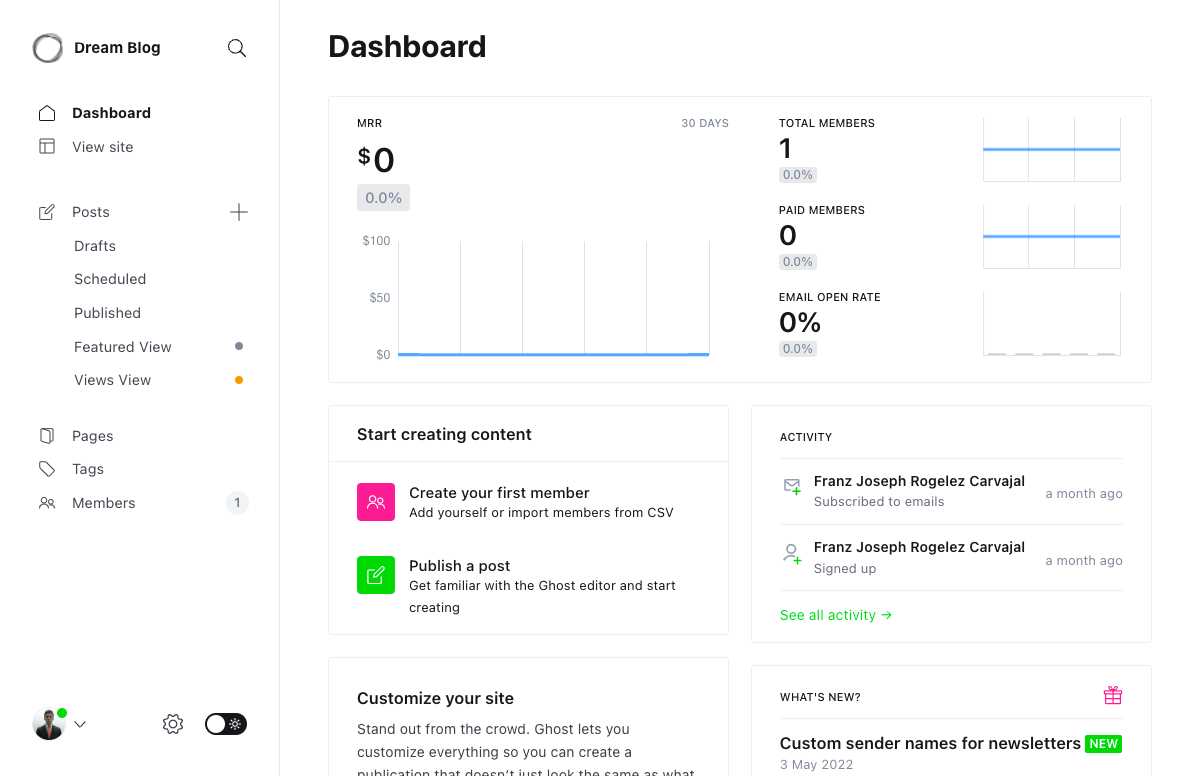 Dream Blog
Dashboard
View site
Posts
Drafts
Scheduled
Published
Featured View
Views View
Pages
Tags
Members
1
Dashboard
MRR
30 DAYS
$0
0.0%
$100
$50
$0
TOTAL MEMBERS
1
0.0%
PAID MEMBERS
0
0.0%
EMAIL OPEN RATE
0%
0.0%
Start creating content
Create your first member
Add yourself or import members from CSV
Publish a post
Get familiar with the Ghost editor and start
creating
Customize your site
Stand out from the crowd. Ghost lets you
customize everything so you can create a
publication that doesn't just look the same as what
ACTIVITY
Franz Joseph Rogelez Carvajal
Subscribed to emails
a month ago
Franz Joseph Rogelez Carvajal
Signed up
a month ago
See all activity →
WHAT'S NEW?
Custom sender names for newsletters NEW
3 May 2022